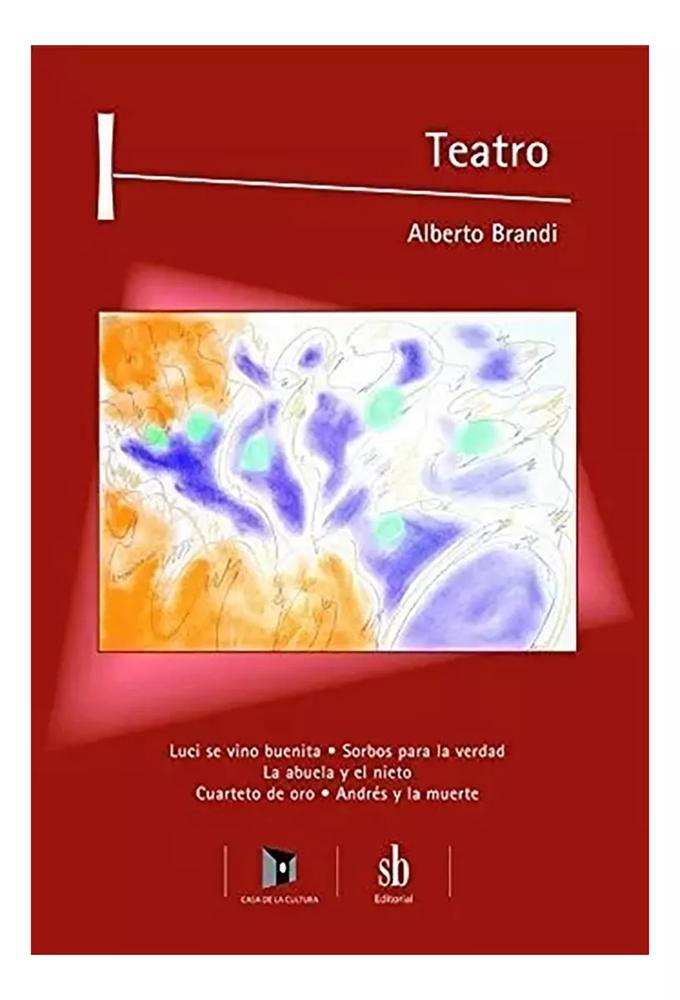 Teatro
Alberto Brandi
Luci se vino buenita • Sorbos para la verdad
La abuela y el nieto
Cuarteto de oro • Andrés y la muerte
CASA DE LA CULTURA
sb
Editorial